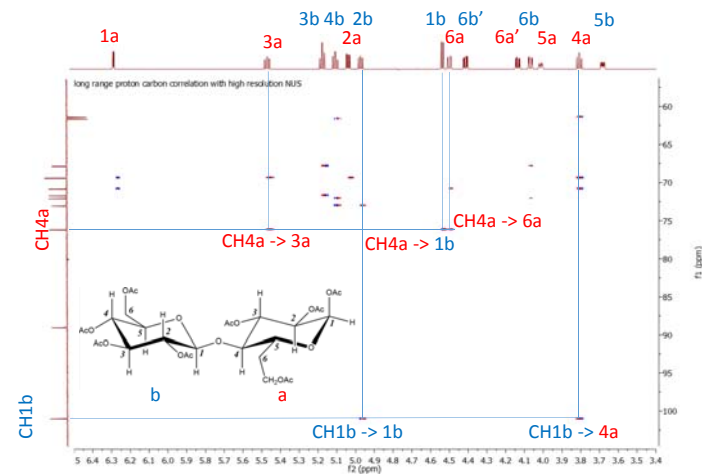 3b 4b 2b 1b 6b' 6b 5b
1a 3a 2a 6a 6a' 5a 4a
long range proton carbon correlation with high-resolution NUS
60
65
70
75
80
85
90
95
100
f1 (ppm)
CH4a
CH1b
CH4a -> 6a
CH4a -> 3a
CH4a -> 1b
OAc
H
6
4
O
AcO
5
2
H
AcO
3
H
OAc
1
H
O
H
OAc
OAc
3
2
AcO
1
H
4
5
H
H
6
O
CH₂OAc
b
a
CH1b -> 1b
CH1b -> 4a
5 6.4 6.3 6.2 6.1 6.0 5.9 5.8 5.7 5.6 5.5 5.4 5.3 5.2 5.1 5.0 4.9 4.8 4.7 4.6 4.5 4.4 4.3 4.2 4.1 4.0 3.9 3.8 3.7 3.6 3.5 3.4
f2 (ppm)